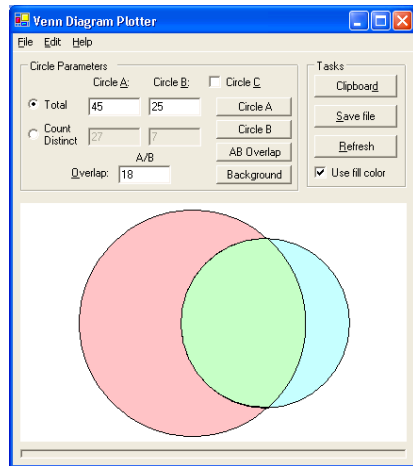 Venn Diagram Plotter
File Edit Help
Circle Parameters
Circle A: Circle B: Circle C
Total 45 25
Count Distinct 27 7
A/B
Overlap: 18
Circle A
Circle B
AB Overlap
Background
Tasks
Clipboard
Save file
Refresh
Use fill color